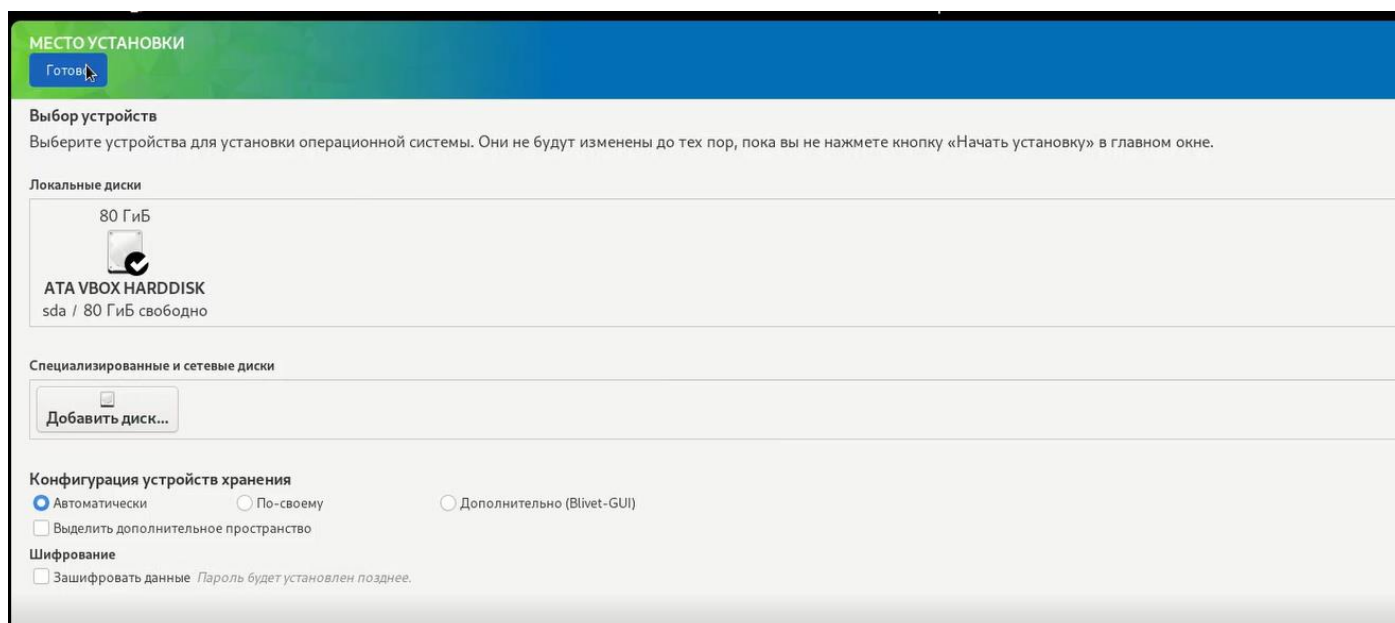 МЕСТО УСТАНОВКИ
Готово
Выбор устройств
Выберите устройства для установки операционной системы. Они не будут изменены до тех пор, пока вы не нажмете кнопку «Начать установку» в главном окне.
Локальные диски
80 ГиБ
ATA VBOX HARDDISK
sda / 80 ГиБ свободно
Специализированные и сетевые диски
Добавить диск...
Конфигурация устройств хранения
Автоматически По-своему Дополнительно (Blivet-GUI)
Выделить дополнительное пространство
Шифрование
Зашифровать данные Пароль будет установлен позднее.